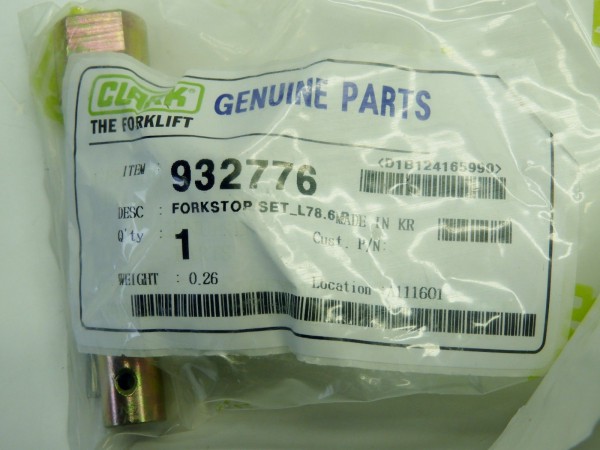 CLARK
THE FORKLIFT
GENUINE PARTS
<D1B124165990>
ITEM : 932776
DESC : FORKSTOP SET_L78.6 MADE IN KR
Q'ty : 1
Cust. P/N:
WEIGHT : 0.26
Location : 111601